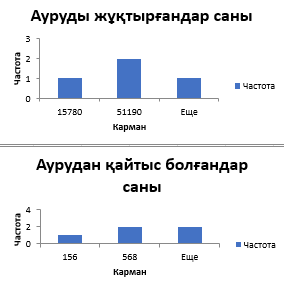 Ауруды жұқтырғандар саны
3
2
1
0
Частота
15780 51190 Еще
Карман
Частота
Аурудан қайтыс болғандар
саны
4
2
0
Частота
156 568 Еще
Карман
Частота